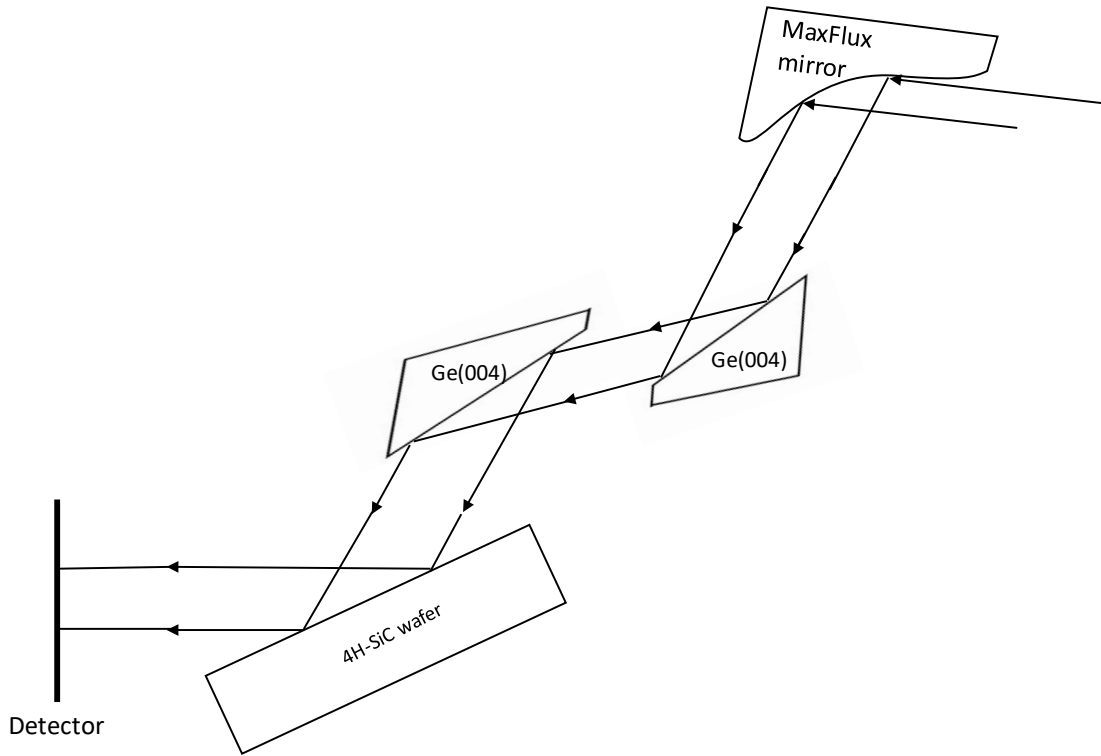 MaxFlux
mirror
Ge(004)
Ge(004)
4H-SiC wafer
Detector